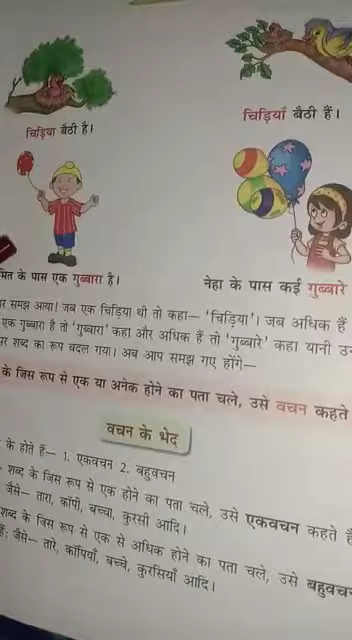 चिड़िया बैठी है।
चिड़ियाँ बैठी हैं।
के पास एक गुब्बारा है।
नेहा के पास कई गुब्बारे
समझ आया! जब एक चिड़िया थी तो कहा— 'चिड़िया'। जब अधिक हैं
एक गुब्बारा है तो 'गुब्बारा' कहा और अधिक हैं तो 'गुब्बारे' कहा यानी
शब्द का रूप बदल गया। अब आप समझ गए होंगे—
के जिस रूप से एक या अनेक होने का पता चले, उसे वचन कहते
वचन के भेद
के होते हैं— 1. एकवचन 2. बहुवचन
शब्द के जिस रूप से एक होने का पता चले, उसे एकवचन कहते
जैसे— तारा, कॉपी, बच्चा, कुरसी आदि।
शब्द के जिस रूप से एक से अधिक होने का पता चले, उसे बहुवच
हैं; जैसे— तारे, कॉपियाँ, बच्चे, कुरसियाँ आदि।